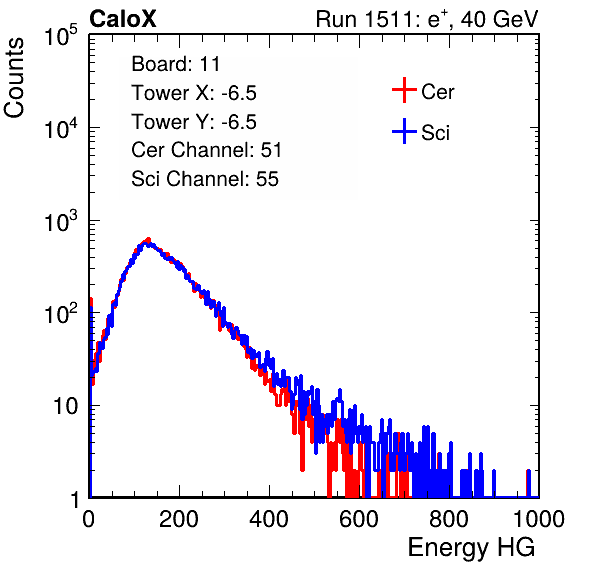 CaloX Run 1511: e⁺, 40 GeV
Counts
10⁵
10⁴
10³
10²
10
1
Board: 11
Tower X: -6.5
Tower Y: -6.5
Cer Channel: 51
Sci Channel: 55
Cer
Sci
0 200 400 600 800 1000
Energy HG